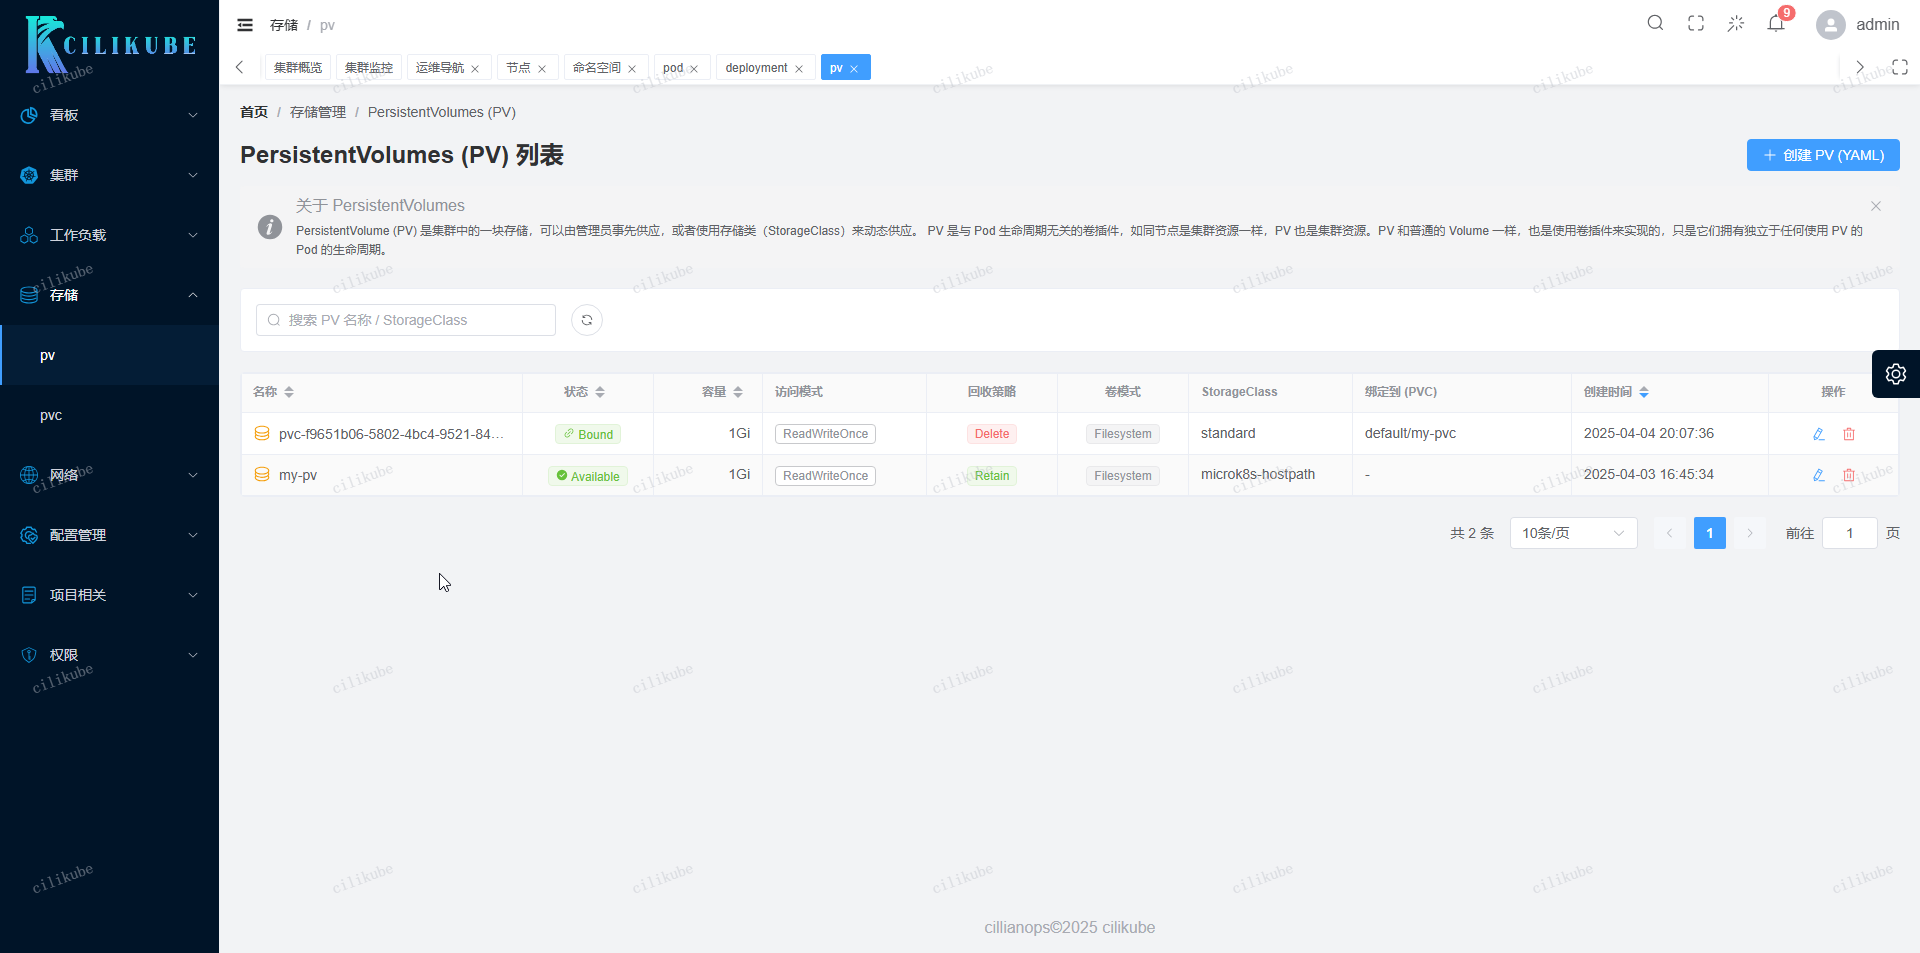 CILIKUBE
看板
集群
工作负载
存储
pv
pvc
网络
配置管理
项目相关
权限
存储 / pv
9
admin
集群概览
集群监控
运维导航
节点
命名空间
pod
deployment
pv
首页 / 存储管理 / PersistentVolumes (PV)
PersistentVolumes (PV) 列表
创建 PV (YAML)
关于 PersistentVolumes
PersistentVolume (PV) 是集群中的一块存储，可以由管理员事先供应，或者使用存储类（StorageClass）来动态供应。 PV 是与 Pod 生命周期无关的卷插件，如同节点是集群资源一样，PV 也是集群资源。PV 和普通的 Volume 一样，也是使用卷插件来实现的，只是它们拥有独立于任何使用 PV 的
Pod 的生命周期。
搜索 PV 名称 / StorageClass
名称 状态 容量 访问模式 回收策略 卷模式 StorageClass 绑定到 (PVC) 创建时间 操作
pvc-f9651b06-5802-4bc4-9521-84... Bound 1Gi ReadWriteOnce Delete Filesystem standard default/my-pvc 2025-04-04 20:07:36
my-pv Available 1Gi ReadWriteOnce Retain Filesystem microk8s-hostpath - 2025-04-03 16:45:34
共 2 条 10条/页 1 前往 1 页
cillianops©2025 cilikube